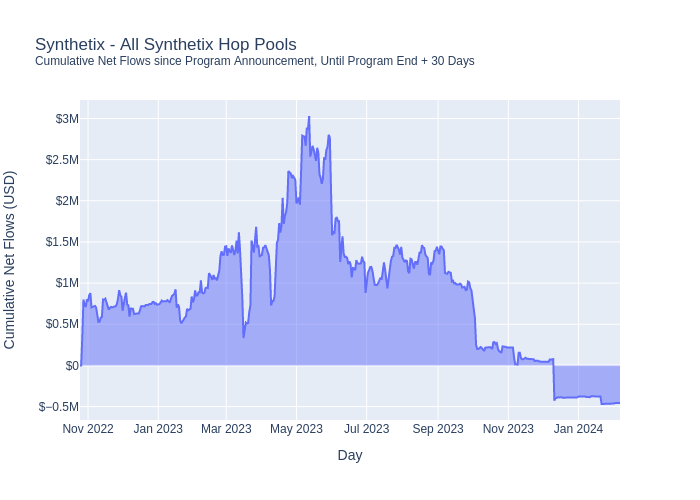 Synthetix - All Synthetix Hop Pools
Cumulative Net Flows since Program Announcement, Until Program End + 30 Days
Cumulative Net Flows (USD)
$3M
$2.5M
$2M
$1.5M
$1M
$0.5M
$0
$−0.5M
Nov 2022
Jan 2023
Mar 2023
May 2023
Jul 2023
Sep 2023
Nov 2023
Jan 2024
Day